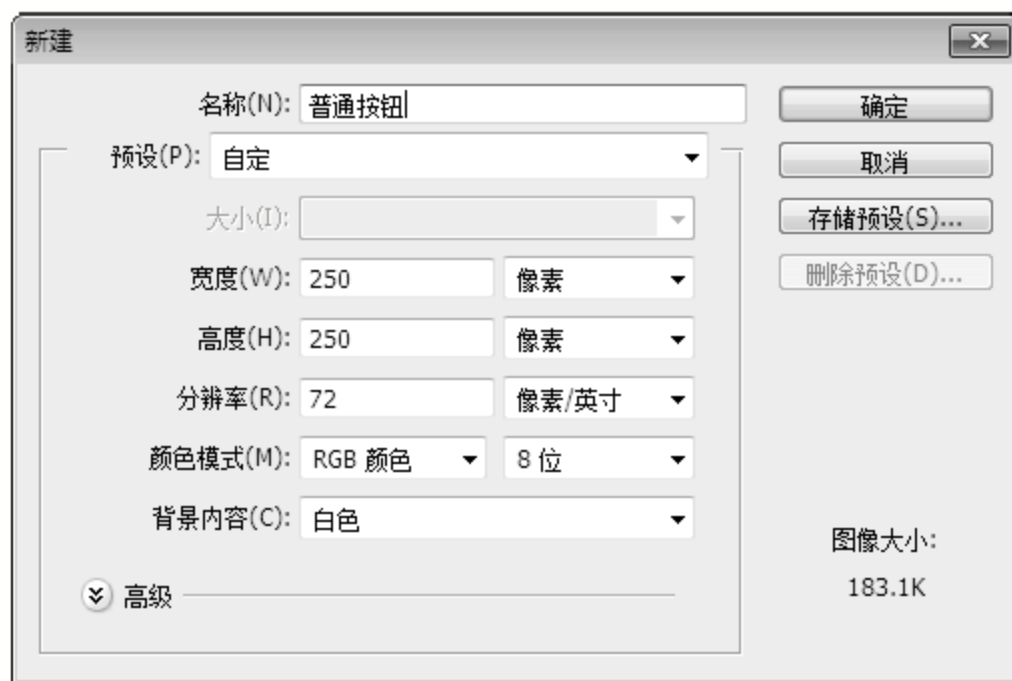 新建
名称(N): 普通按钮 确定
预设(P): 自定 取消
大小(I): 存储预设(S)...
宽度(W): 250 像素 删除预设(D)...
高度(H): 250 像素
分辨率(R): 72 像素/英寸
颜色模式(M): RGB 颜色 8 位
背景内容(C): 白色
图像大小:
高级 183.1K